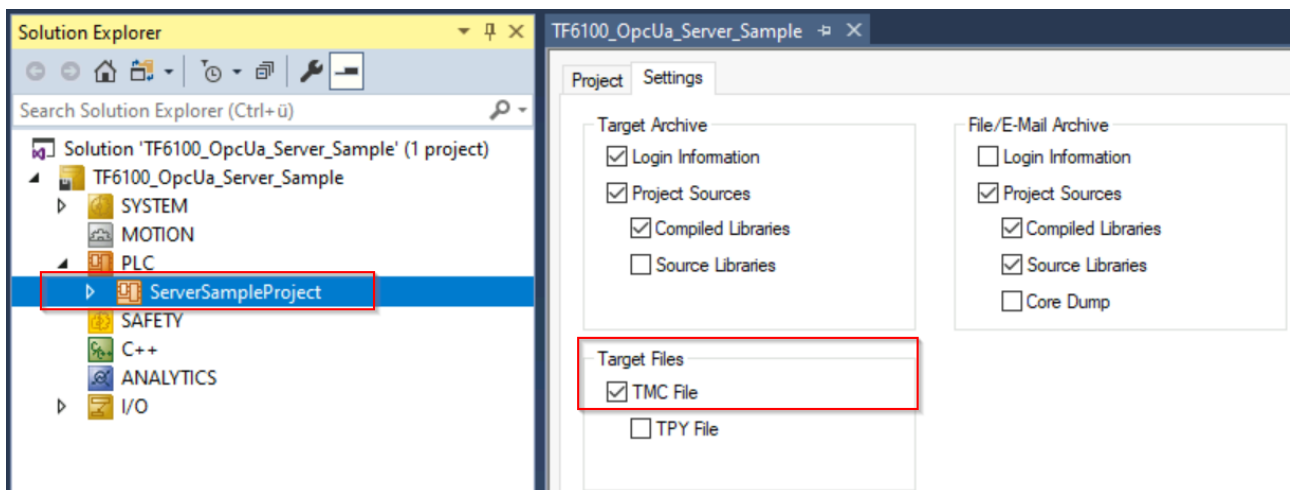 Solution Explorer
Search Solution Explorer (Ctrl+ü)
Solution 'TF6100_OpcUa_Server_Sample' (1 project)
TF6100_OpcUa_Server_Sample
SYSTEM
MOTION
PLC
ServerSampleProject
SAFETY
C++
ANALYTICS
I/O
TF6100_OpcUa_Server_Sample
Project Settings
Target Archive
Login Information
Project Sources
Compiled Libraries
Source Libraries
File/E-Mail Archive
Login Information
Project Sources
Compiled Libraries
Source Libraries
Core Dump
Target Files
TMC File
TPY File